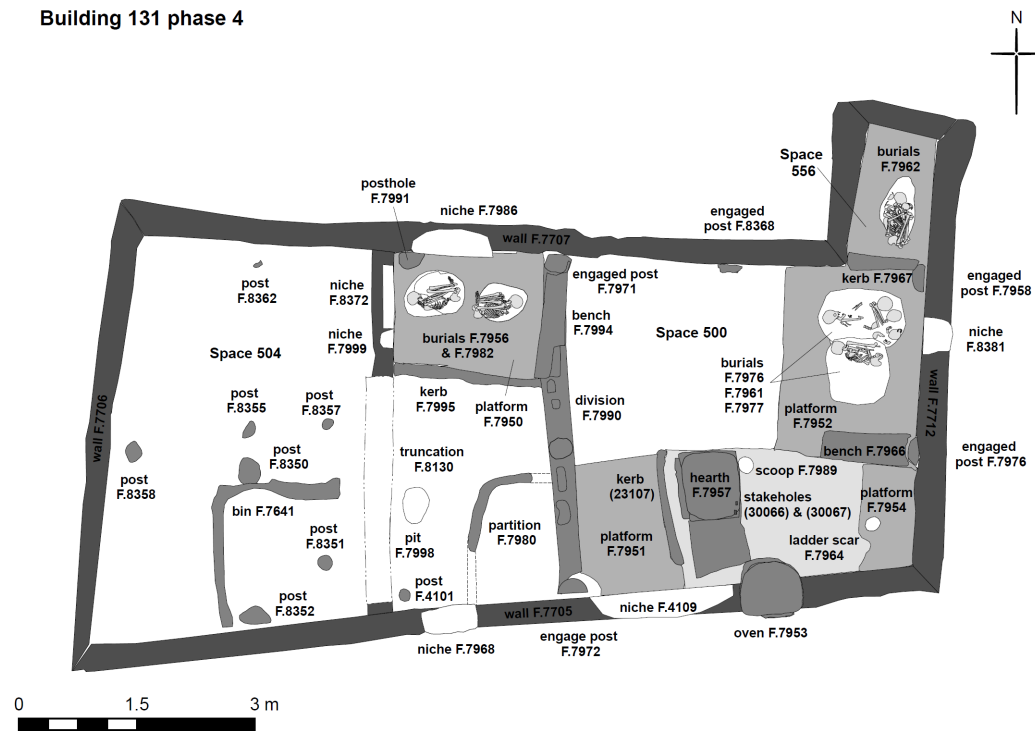 Building 131 phase 4
N
burials
F.7962
Space
556
posthole
F.7991
niche F.7986
engaged
post F.8368
wall F.7707
kerb F.7967
engaged
post F.7958
post
F.8362
niche
F.8372
engaged post
F.7971
bench
F.7994
Space 500
niche
F.8381
niche
F.7999
Space 504
burials F.7956
& F.7982
burials
F.7976
F.7961
F.7977
wall F.7712
wall F.7706
post
F.8355
post
F.8357
kerb
F.7995
platform
F.7950
division
F.7990
platform
F.7952
bench F.7966
engaged
post F.7976
post
F.8358
post
F.8350
truncation
F.8130
kerb
(23107)
hearth
F.7957
scoop F.7989
stakeholes
(30066) & (30067)
platform
F.7954
bin F.7641
post
F.8351
pit
F.7998
partition
F.7980
platform
F.7951
ladder scar
F.7964
post
F.8352
post
F.4101
wall F.7705
niche F.4109
niche F.7968
engage post
F.7972
oven F.7953
0 1.5 3 m